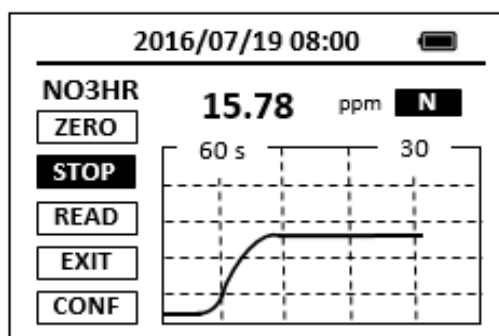 2016/07/19 08:00
NO3HR
15.78 ppm N
ZERO
60 s 30
STOP
READ
EXIT
CONF